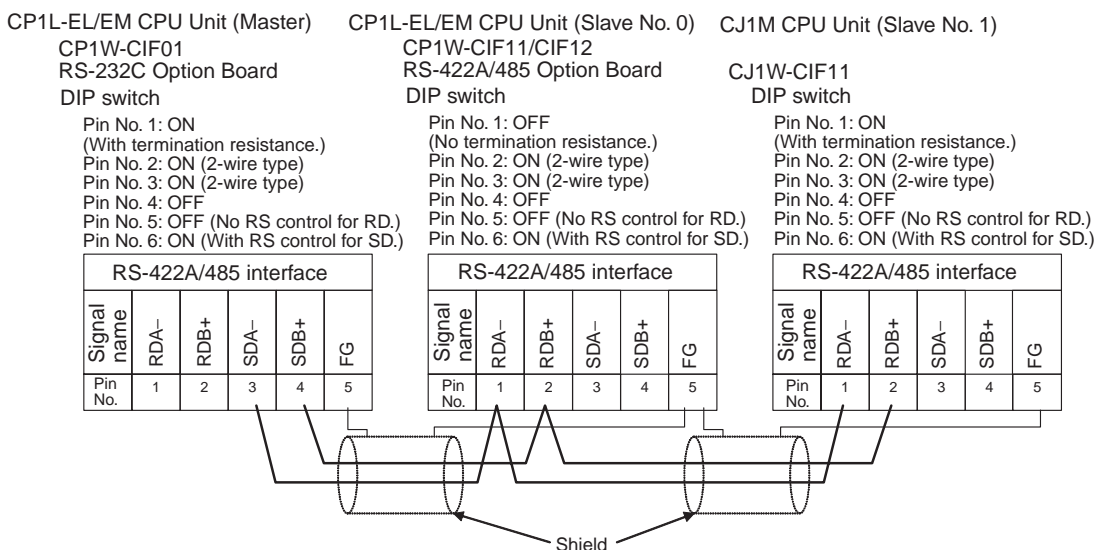 CP1L-EL/EM CPU Unit (Master)
CP1W-CIF01
RS-232C Option Board
DIP switch
Pin No. 1: ON
(With termination resistance.)
Pin No. 2: ON (2-wire type)
Pin No. 3: ON (2-wire type)
Pin No. 4: OFF
Pin No. 5: OFF (No RS control for RD.)
Pin No. 6: ON (With RS control for SD.)
RS-422A/485 interface
Signal name
RDA−
RDB+
SDA−
SDB+
FG
Pin No.
1
2
3
4
5
CP1L-EL/EM CPU Unit (Slave No. 0)
CP1W-CIF11/CIF12
RS-422A/485 Option Board
DIP switch
Pin No. 1: OFF
(No termination resistance.)
Pin No. 2: ON (2-wire type)
Pin No. 3: ON (2-wire type)
Pin No. 4: OFF
Pin No. 5: OFF (No RS control for RD.)
Pin No. 6: ON (With RS control for SD.)
RS-422A/485 interface
Signal name
RDA−
RDB+
SDA−
SDB+
FG
Pin No.
1
2
3
4
5
CJ1M CPU Unit (Slave No. 1)
CJ1W-CIF11
DIP switch
Pin No. 1: ON
(With termination resistance.)
Pin No. 2: ON (2-wire type)
Pin No. 3: ON (2-wire type)
Pin No. 4: OFF
Pin No. 5: OFF (No RS control for RD.)
Pin No. 6: ON (With RS control for SD.)
RS-422A/485 interface
Signal name
RDA−
RDB+
SDA−
SDB+
FG
Pin No.
1
2
3
4
5
Shield